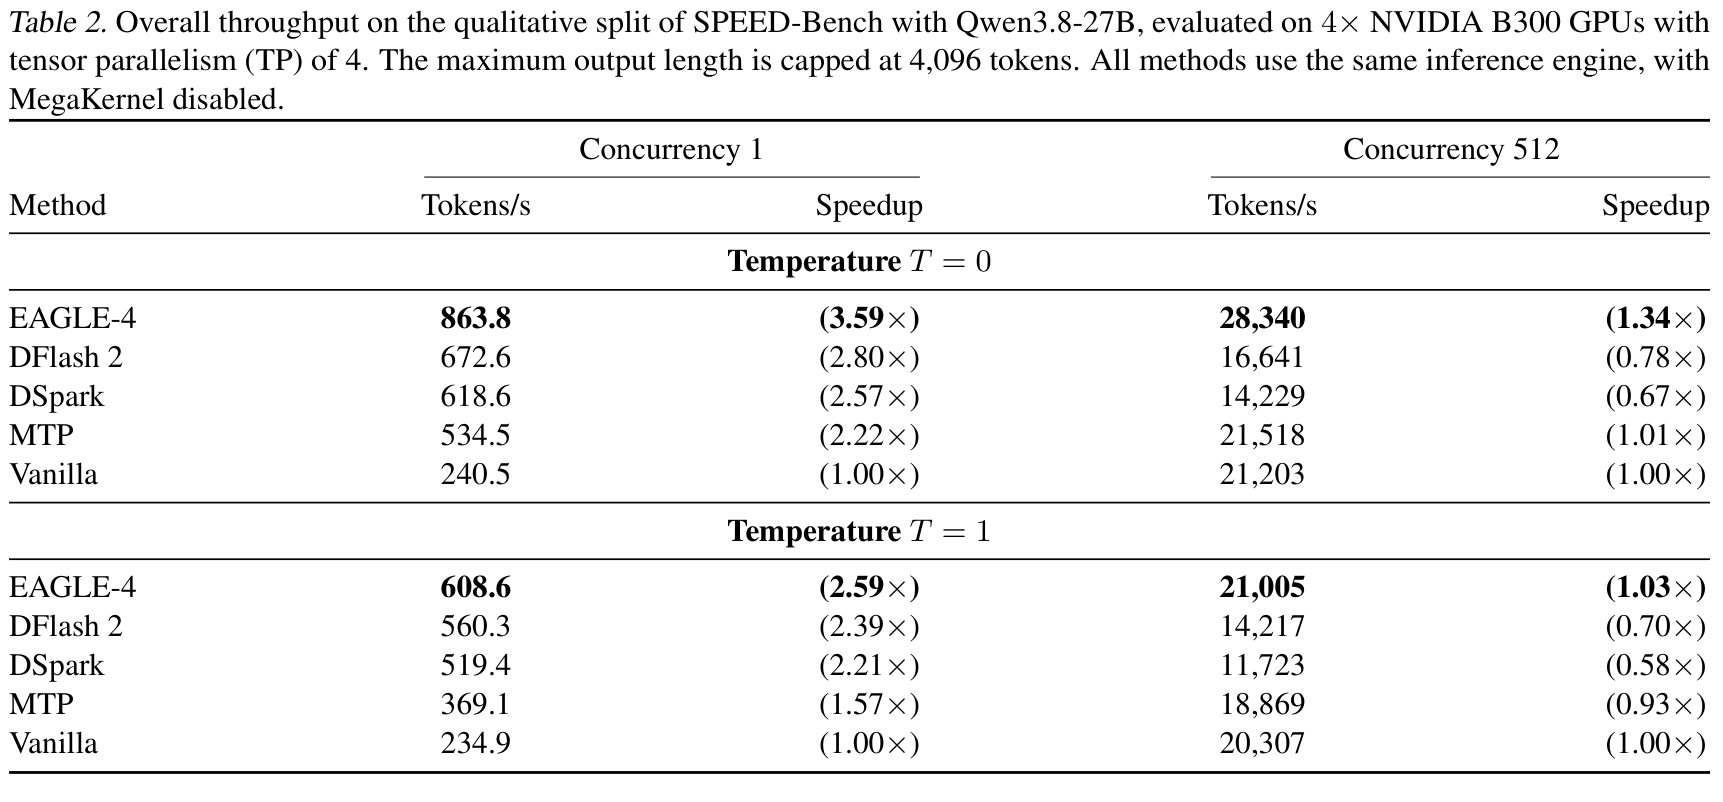 Table 2. Overall throughput on the qualitative split of SPEED-Bench with Qwen3.8-27B, evaluated on 4× NVIDIA B300 GPUs with
tensor parallelism (TP) of 4. The maximum output length is capped at 4,096 tokens. All methods use the same inference engine, with
MegaKernel disabled.
Concurrency 1 Concurrency 512
Method Tokens/s Speedup Tokens/s Speedup
Temperature T = 0
EAGLE-4 863.8 (3.59×) 28,340 (1.34×)
DFlash 2 672.6 (2.80×) 16,641 (0.78×)
DSpark 618.6 (2.57×) 14,229 (0.67×)
MTP 534.5 (2.22×) 21,518 (1.01×)
Vanilla 240.5 (1.00×) 21,203 (1.00×)
Temperature T = 1
EAGLE-4 608.6 (2.59×) 21,005 (1.03×)
DFlash 2 560.3 (2.39×) 14,217 (0.70×)
DSpark 519.4 (2.21×) 11,723 (0.58×)
MTP 369.1 (1.57×) 18,869 (0.93×)
Vanilla 234.9 (1.00×) 20,307 (1.00×)